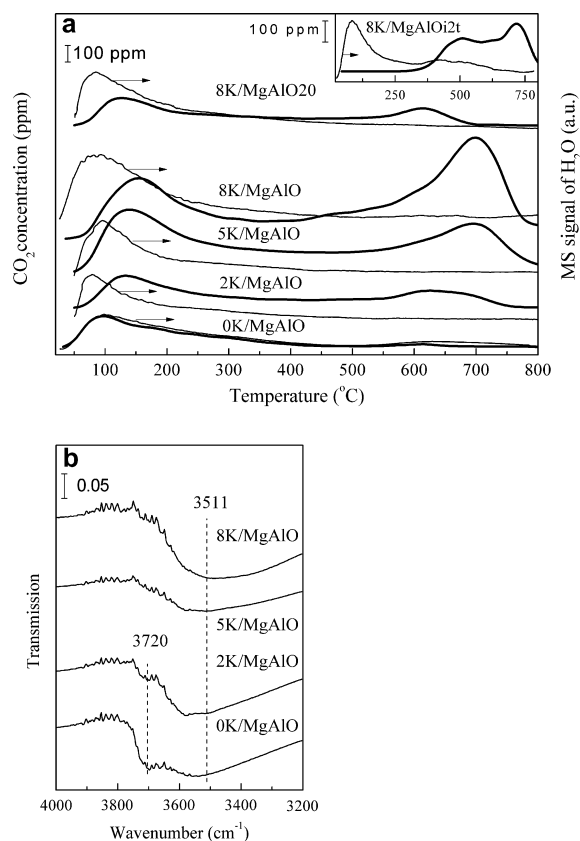 a
100 ppm
100 ppm
8K/MgAlOi2t
250 500 750
8K/MgAlO20
8K/MgAlO
5K/MgAlO
2K/MgAlO
0K/MgAlO
CO2 concentration (ppm)
MS signal of H2O (a.u.)
100 200 300 400 500 600 700 800
Temperature (°C)
b
0.05
3511
8K/MgAlO
5K/MgAlO
3720
2K/MgAlO
0K/MgAlO
Transmission
4000 3800 3600 3400 3200
Wavenumber (cm-1)